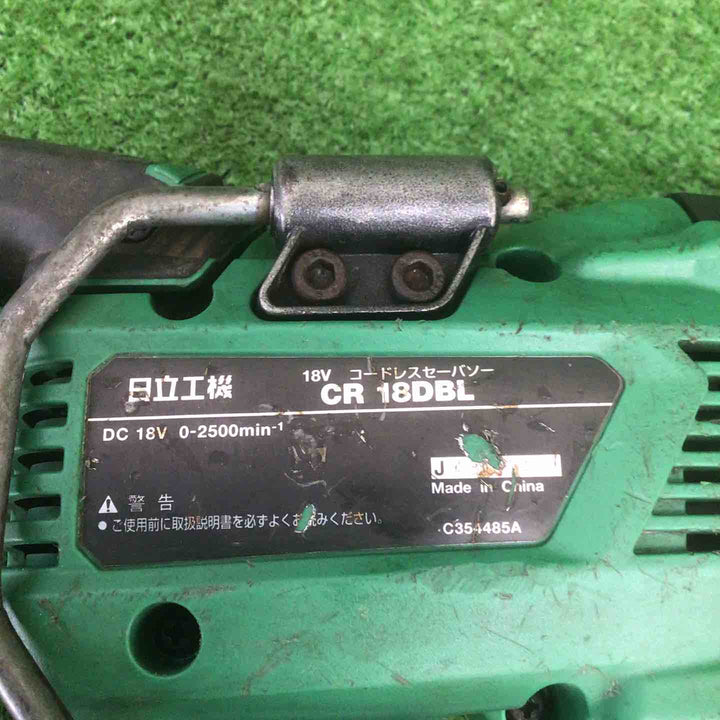 日立工機
18V コードレスセーバソー
CR 18DBL
DC 18V 0-2500min-1
J
Made in China
警告
● ご使用前に取扱説明書を必ずよくお読みください。
C354485A